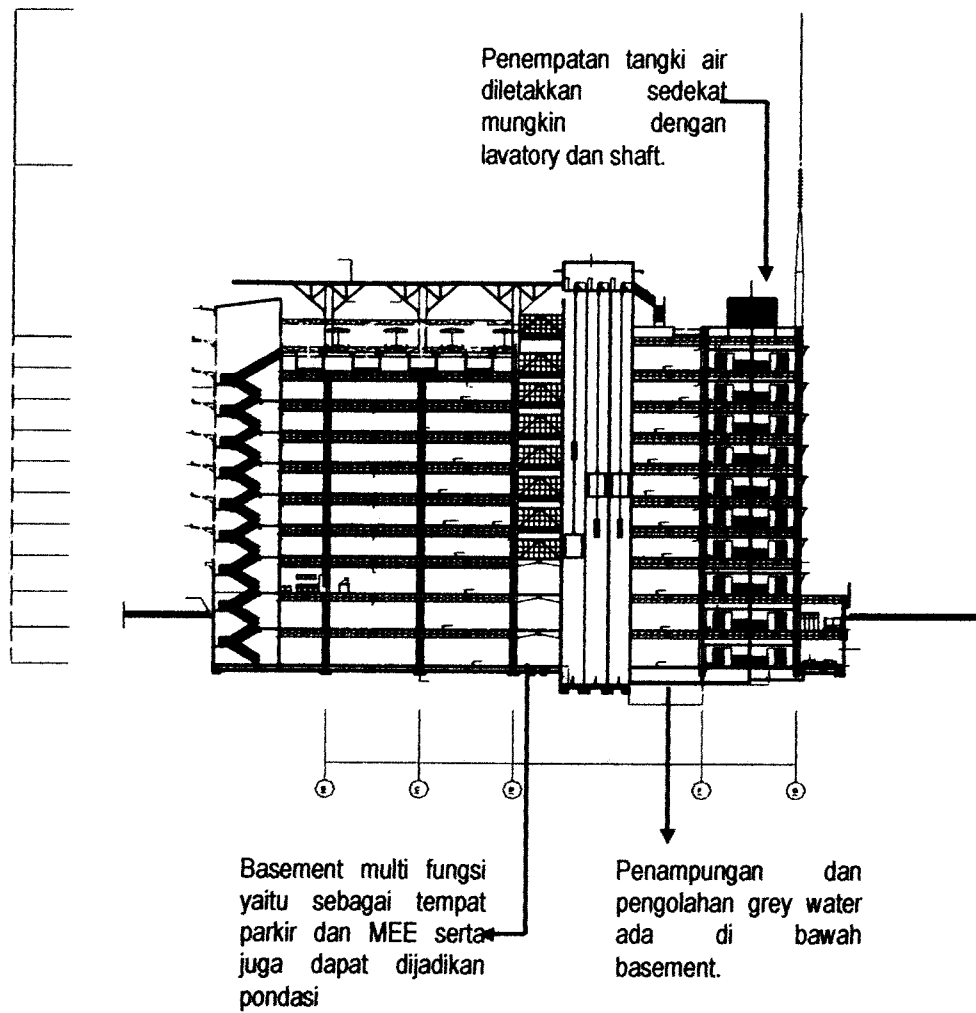 Penempatan tangki air
diletakkan sedekat
mungkin dengan
lavatory dan shaft.
Basement multi fungsi
yaitu sebagai tempat
parkir dan MEE serta
juga dapat dijadikan
pondasi
Penampungan dan
pengolahan grey water
ada di bawah
basement.